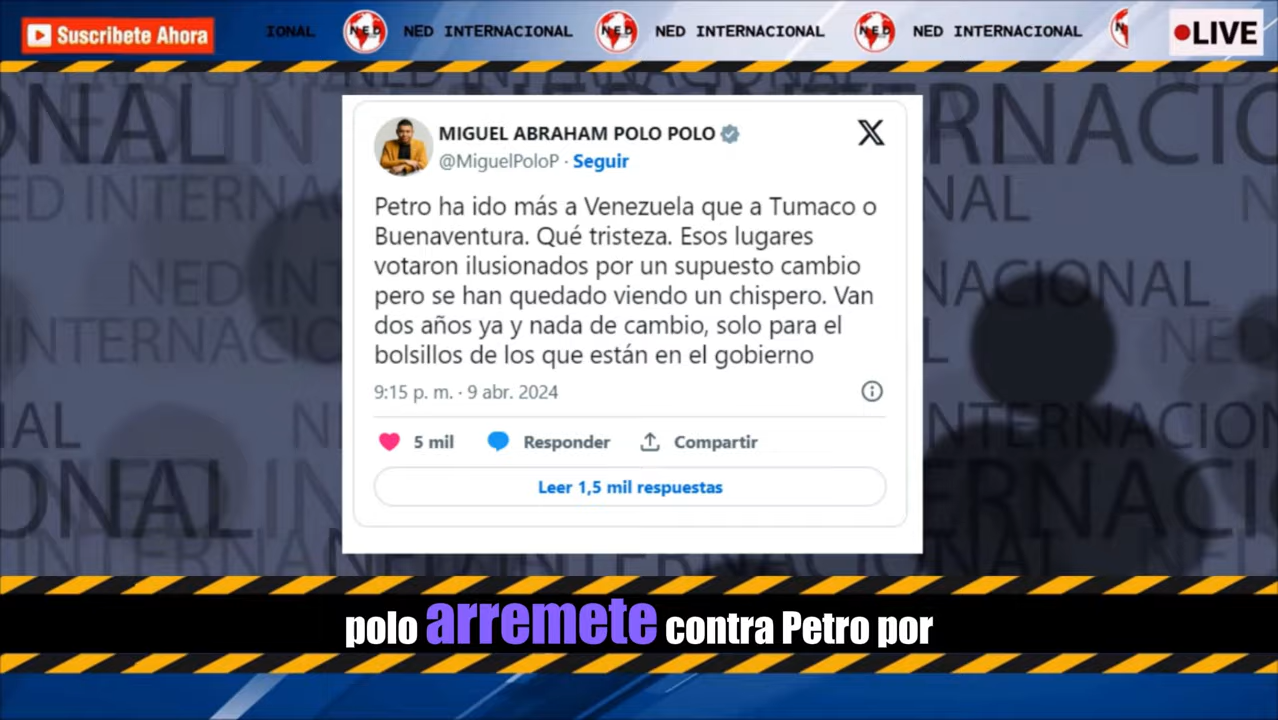 Suscribete Ahora
IONAL NED NED INTERNACIONAL NED NED INTERNACIONAL NED NED INTERNACIONAL
LIVE
MIGUEL ABRAHAM POLO POLO
@MiguelPoloP · Seguir
Petro ha ido más a Venezuela que a Tumaco o
Buenaventura. Qué tristeza. Esos lugares
votaron ilusionados por un supuesto cambio
pero se han quedado viendo un chispero. Van
dos años ya y nada de cambio, solo para el
bolsillos de los que están en el gobierno
9:15 p. m. · 9 abr. 2024
5 mil Responder Compartir
Leer 1,5 mil respuestas
polo arremete contra Petro por